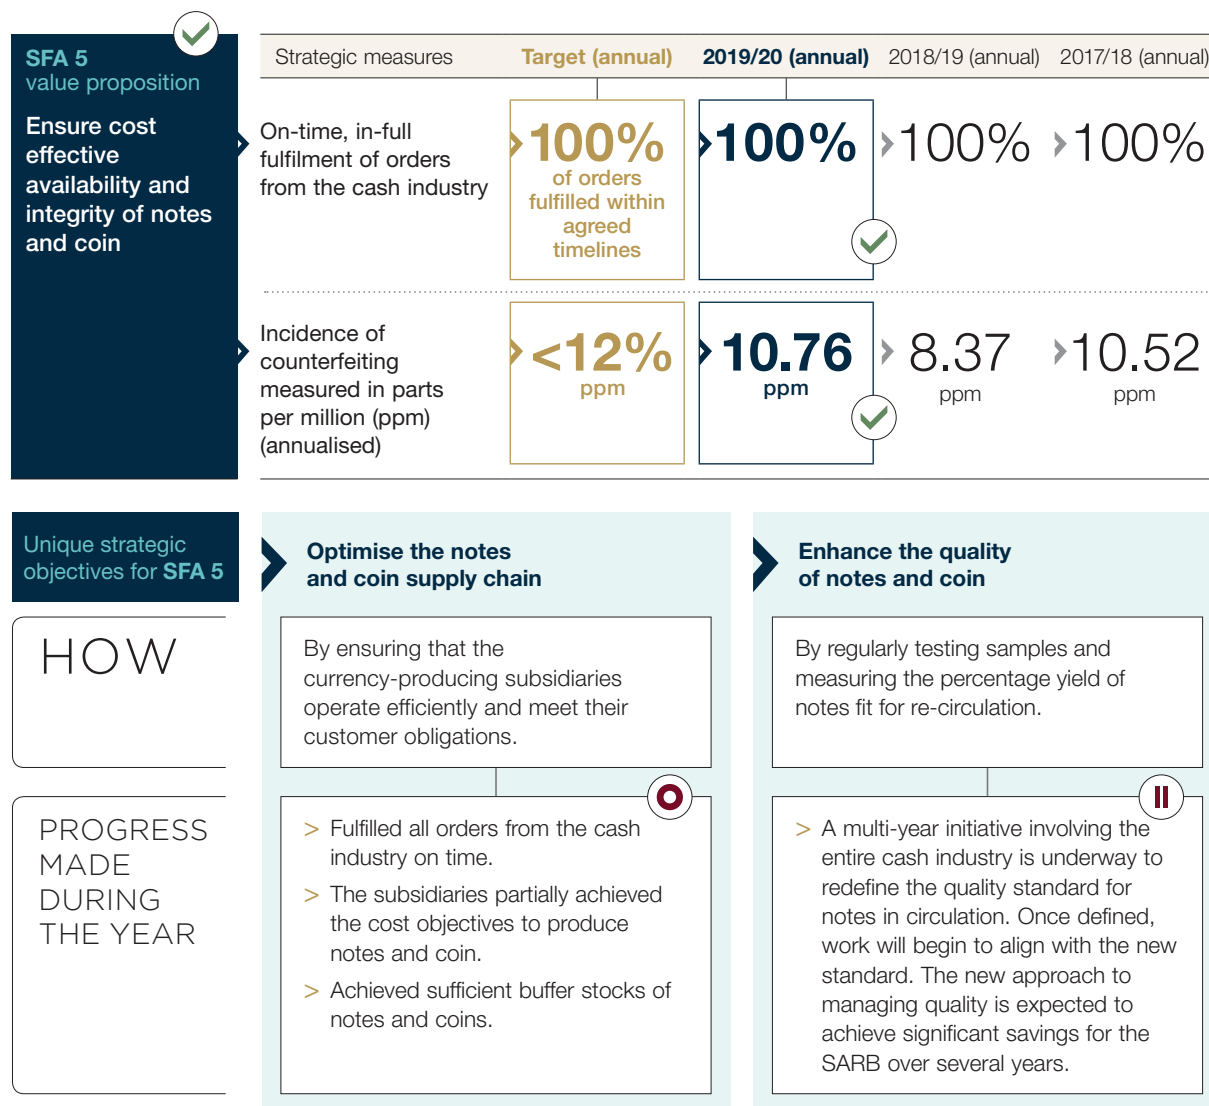 SFA 5
value proposition
Ensure cost
effective
availability and
integrity of notes
and coin
Strategic measures
Target (annual)
2019/20 (annual)
2018/19 (annual)
2017/18 (annual)
On-time, in-full
fulfilment of orders
from the cash industry
100%
of orders
fulfilled within
agreed
timelines
100%
100%
100%
Incidence of
counterfeiting
measured in parts
per million (ppm)
(annualised)
<12%
ppm
10.76
ppm
8.37
ppm
10.52
ppm
Unique strategic
objectives for SFA 5
Optimise the notes
and coin supply chain
Enhance the quality
of notes and coin
HOW
By ensuring that the
currency-producing subsidiaries
operate efficiently and meet their
customer obligations.
By regularly testing samples and
measuring the percentage yield of
notes fit for re-circulation.
PROGRESS
MADE
DURING
THE YEAR
> Fulfilled all orders from the cash
industry on time.
> The subsidiaries partially achieved
the cost objectives to produce
notes and coin.
> Achieved sufficient buffer stocks of
notes and coins.
> A multi-year initiative involving the
entire cash industry is underway to
redefine the quality standard for
notes in circulation. Once defined,
work will begin to align with the new
standard. The new approach to
managing quality is expected to
achieve significant savings for the
SARB over several years.